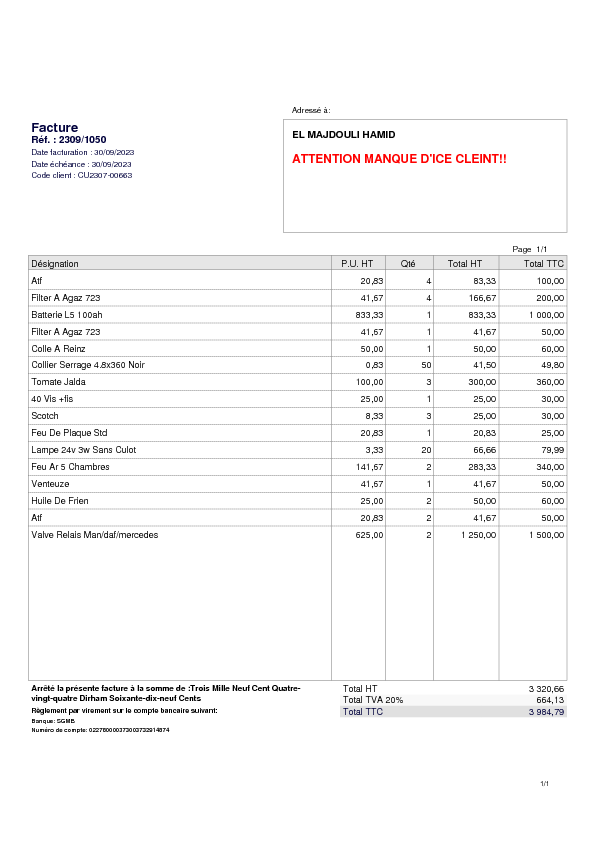 Adressé à:
Facture
Réf. : 2309/1050
Date facturation : 30/09/2023
Date échéance : 30/09/2023
Code client : CU2307-00663
EL MAJDOULI HAMID
ATTENTION MANQUE D'ICE CLEINT!!
Page 1/1
Désignation P.U. HT Qté Total HT Total TTC
Atf 20,83 4 83,33 100,00
Filter A Agaz 723 41,67 4 166,67 200,00
Batterie L5 100ah 833,33 1 833,33 1 000,00
Filter A Agaz 723 41,67 1 41,67 50,00
Colle A Reinz 50,00 1 50,00 60,00
Collier Serrage 4.8x360 Noir 0,83 50 41,50 49,80
Tomate Jalda 100,00 3 300,00 360,00
40 Vis +fis 25,00 1 25,00 30,00
Scotch 8,33 3 25,00 30,00
Feu De Plaque Std 20,83 1 20,83 25,00
Lampe 24v 3w Sans Culot 3,33 20 66,66 79,99
Feu Ar 5 Chambres 141,67 2 283,33 340,00
Venteuze 41,67 1 41,67 50,00
Huile De Frien 25,00 2 50,00 60,00
Atf 20,83 2 41,67 50,00
Valve Relais Man/daf/mercedes 625,00 2 1 250,00 1 500,00
Arrêté la présente facture à la somme de :Trois Mille Neuf Cent Quatre-
vingt-quatre Dirham Soixante-dix-neuf Cents
Règlement par virement sur le compte bancaire suivant:
Banque: SGMB
Numéro de compte: 022780000373003732914874
Total HT 3 320,66
Total TVA 20% 664,13
Total TTC 3 984,79
1/1